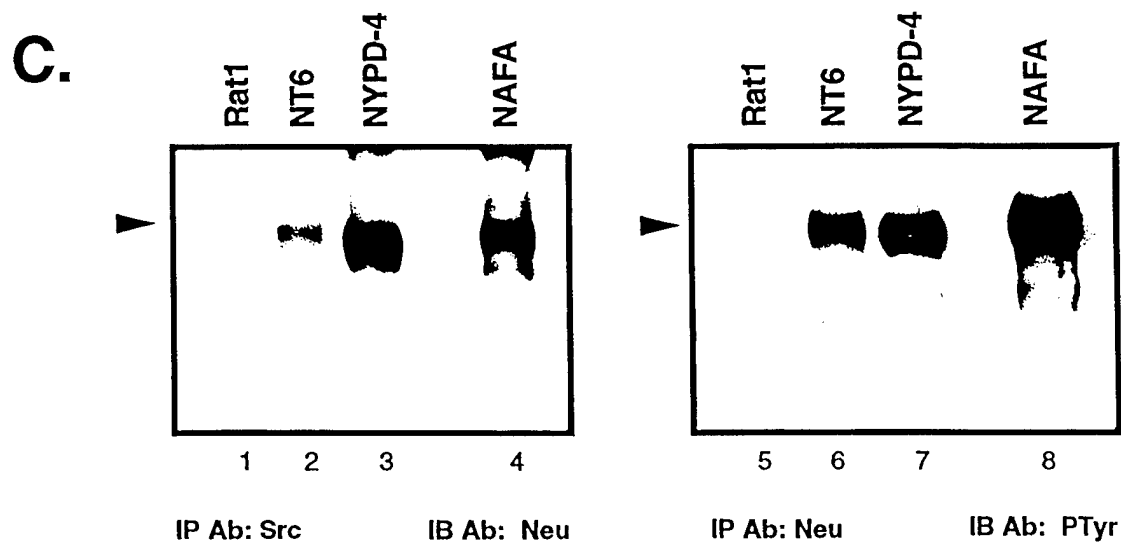 C.
Rat1 NT6 NYPD-4 NAFA Rat1 NT6 NYPD-4 NAFA
1 2 3 4 5 6 7 8
IP Ab: Src IB Ab: Neu IP Ab: Neu IB Ab: PTyr